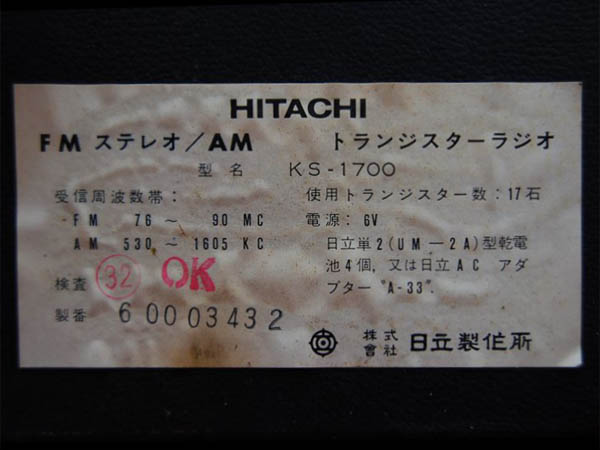 HITACHI
FM ステレオ/AM トランジスターラジオ
型名 KS-1700
受信周波数帯:
FM 76 ~ 90 MC
AM 530 ~ 1605 KC
検査 32 OK
製番 60003432
使用トランジスター数:17石
電源:6V
日立単2(UM-2A)型乾電
池4個,又は日立AC アダ
プター"A-33".
株式會社 日立製作所